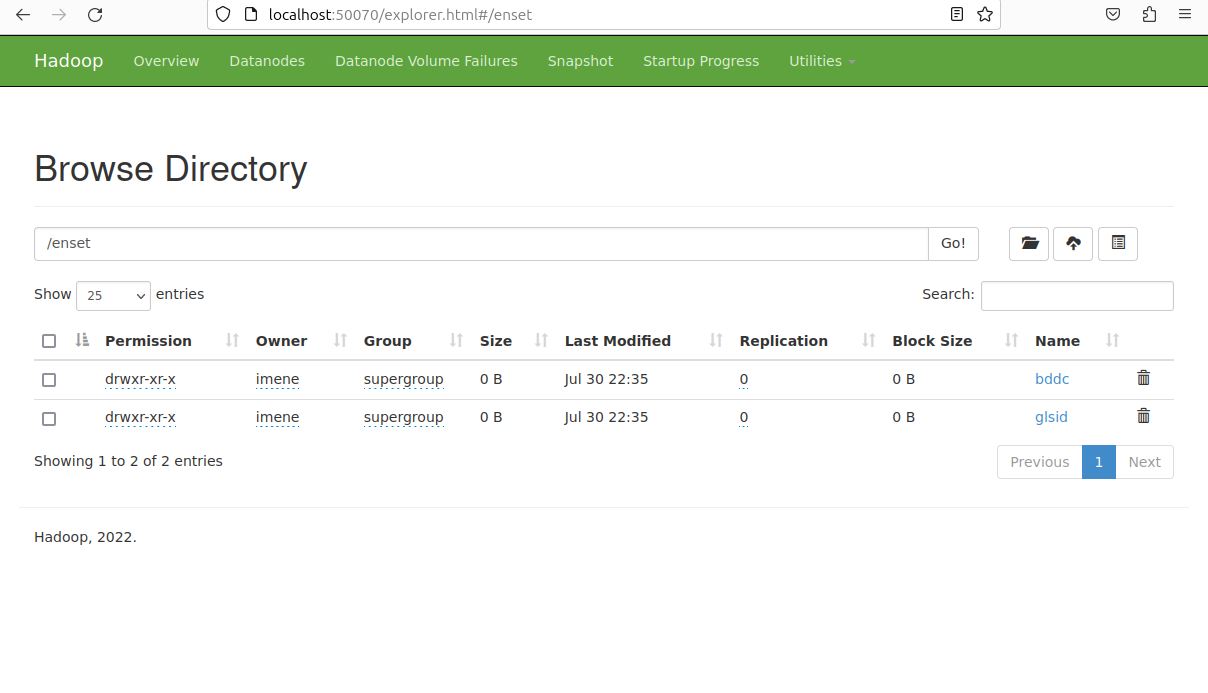 localhost:50070/explorer.html#/enset
Hadoop Overview Datanodes Datanode Volume Failures Snapshot Startup Progress Utilities
Browse Directory
/enset Go!
Show 25 entries Search:
Permission Owner Group Size Last Modified Replication Block Size Name
drwxr-xr-x imene supergroup 0 B Jul 30 22:35 0 0 B bddc
drwxr-xr-x imene supergroup 0 B Jul 30 22:35 0 0 B glsid
Showing 1 to 2 of 2 entries Previous 1 Next
Hadoop, 2022.